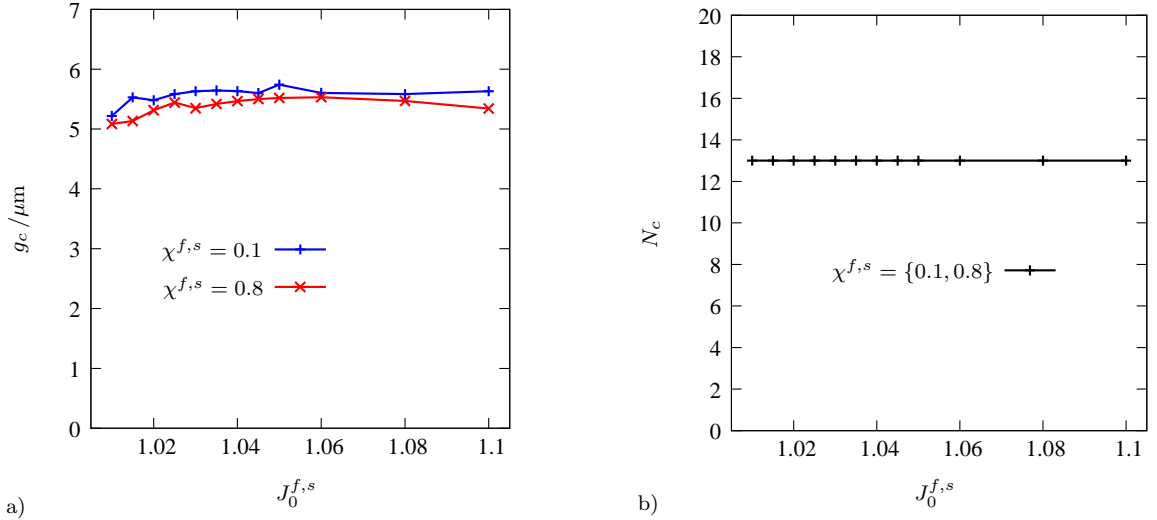 7
6
5
4
3
2
1
0
g_c /μm
χ^{f,s} = 0.1
χ^{f,s} = 0.8
1.02 1.04 1.06 1.08 1.1
J_0^{f,s}
a)
20
18
16
14
12
10
8
6
4
2
0
N_c
χ^{f,s} = {0.1, 0.8}
1.02 1.04 1.06 1.08 1.1
J_0^{f,s}
b)